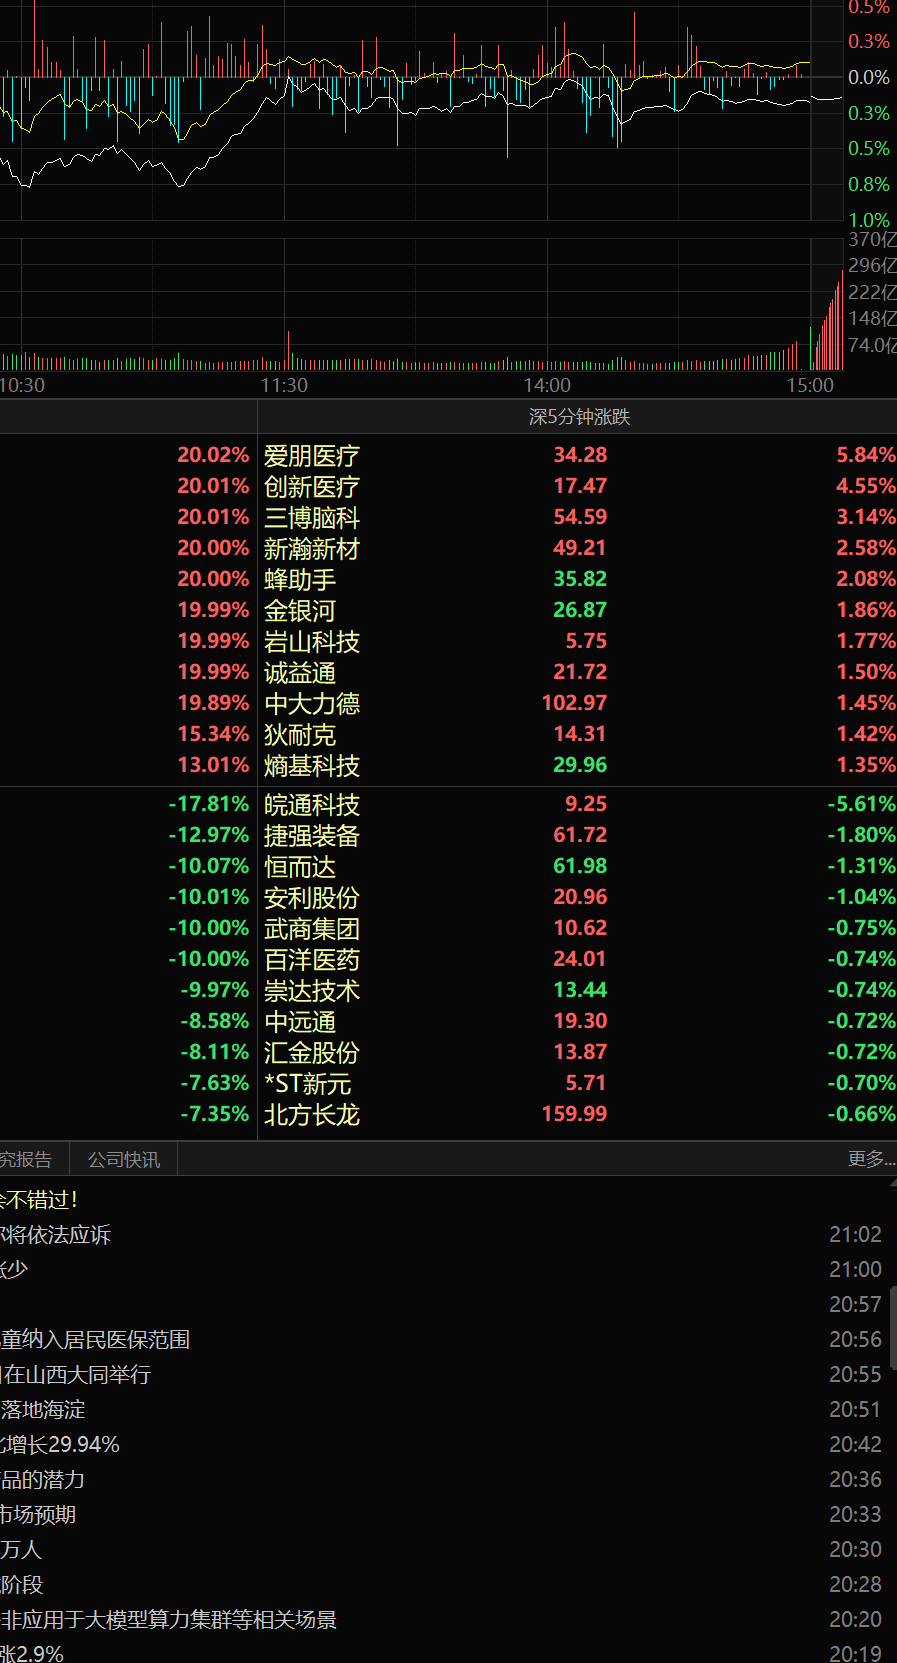 0.5%
0.3%
0.0%
0.3%
0.5%
0.8%
1.0%
370亿
296亿
222亿
148亿
74.0亿
10:30 11:30 14:00 15:00
深5分钟涨跌
20.02% 爱朋医疗 34.28 5.84%
20.01% 创新医疗 17.47 4.55%
20.01% 三博脑科 54.59 3.14%
20.00% 新瀚新材 49.21 2.58%
20.00% 蜂助手 35.82 2.08%
19.99% 金银河 26.87 1.86%
19.99% 岩山科技 5.75 1.77%
19.99% 诚益通 21.72 1.50%
19.89% 中大力德 102.97 1.45%
15.34% 狄耐克 14.31 1.42%
13.01% 熵基科技 29.96 1.35%
-17.81% 皖通科技 9.25 -5.61%
-12.97% 捷强装备 61.72 -1.80%
-10.07% 恒而达 61.98 -1.31%
-10.01% 安利股份 20.96 -1.04%
-10.00% 武商集团 10.62 -0.75%
-10.00% 百洋医药 24.01 -0.74%
-9.97% 崇达技术 13.44 -0.74%
-8.58% 中远通 19.30 -0.72%
-8.11% 汇金股份 13.87 -0.72%
-7.63% *ST新元 5.71 -0.70%
-7.35% 北方长龙 159.99 -0.66%
究报告 公司快讯 更多...
不错过！
将依法应诉 21:02
少 21:00
20:57
童纳入居民医保范围 20:56
在山西大同举行 20:55
落地海淀 20:51
增长29.94% 20:42
品的潜力 20:36
市场预期 20:33
万人 20:30
阶段 20:28
非应用于大模型算力集群等相关场景 20:20
涨2.9% 20:19